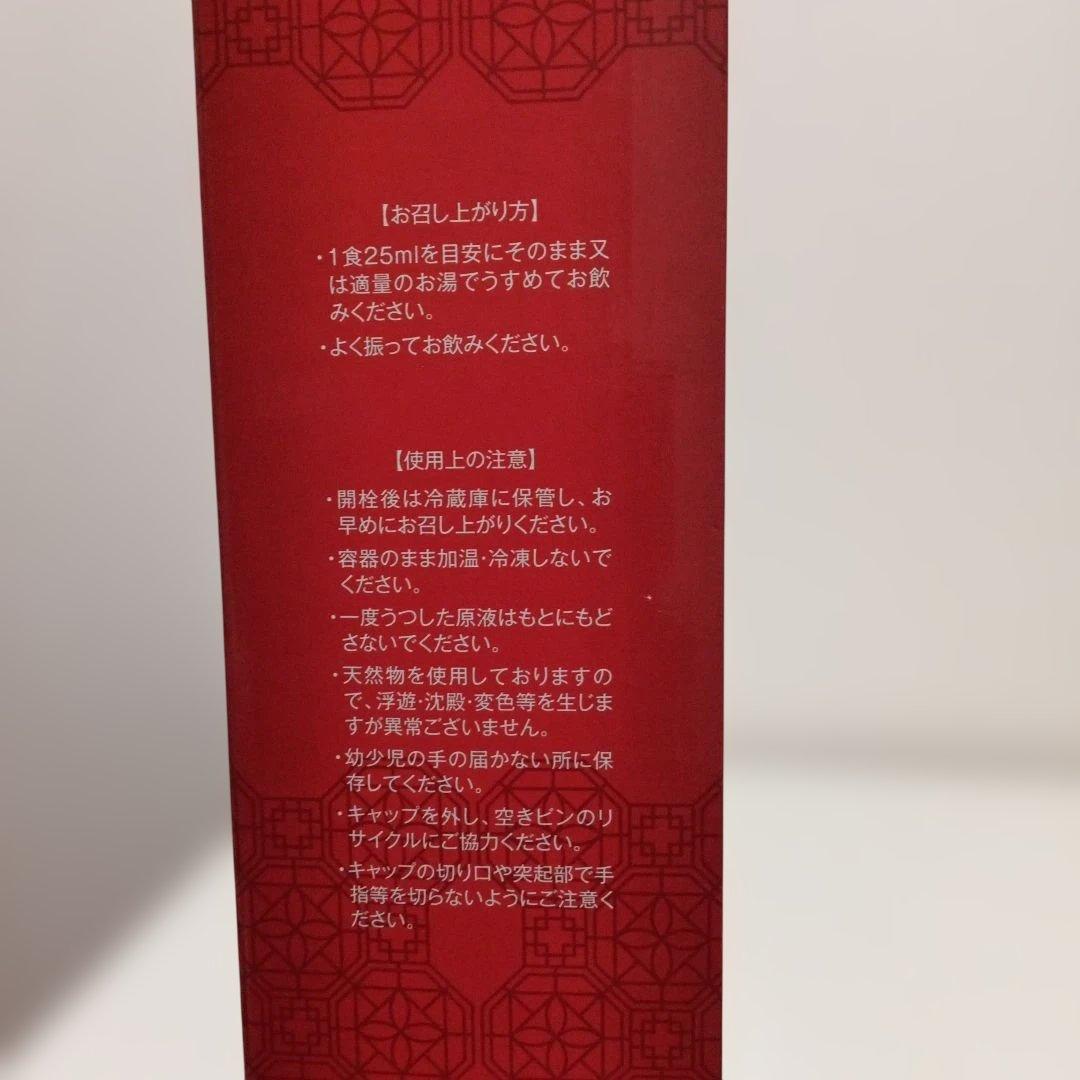 【お召し上がり方】
・1食25mlを目安にそのまま又
は適量のお湯でうすめてお飲
みください。
・よく振ってお飲みください。
【使用上の注意】
・開栓後は冷蔵庫に保管し、お
早めにお召し上がりください。
・容器のまま加温・冷凍しないで
ください。
・一度うつした原液はもとにもど
さないでください。
・天然物を使用しておりますの
で、浮遊・沈殿・変色等を生じま
すが異常ございません。
・幼少児の手の届かない所に保
存してください。
・キャップを外し、空きビンのリ
サイクルにご協力ください。
・キャップの切り口や突起部で手
指等を切らないようにご注意く
ださい。